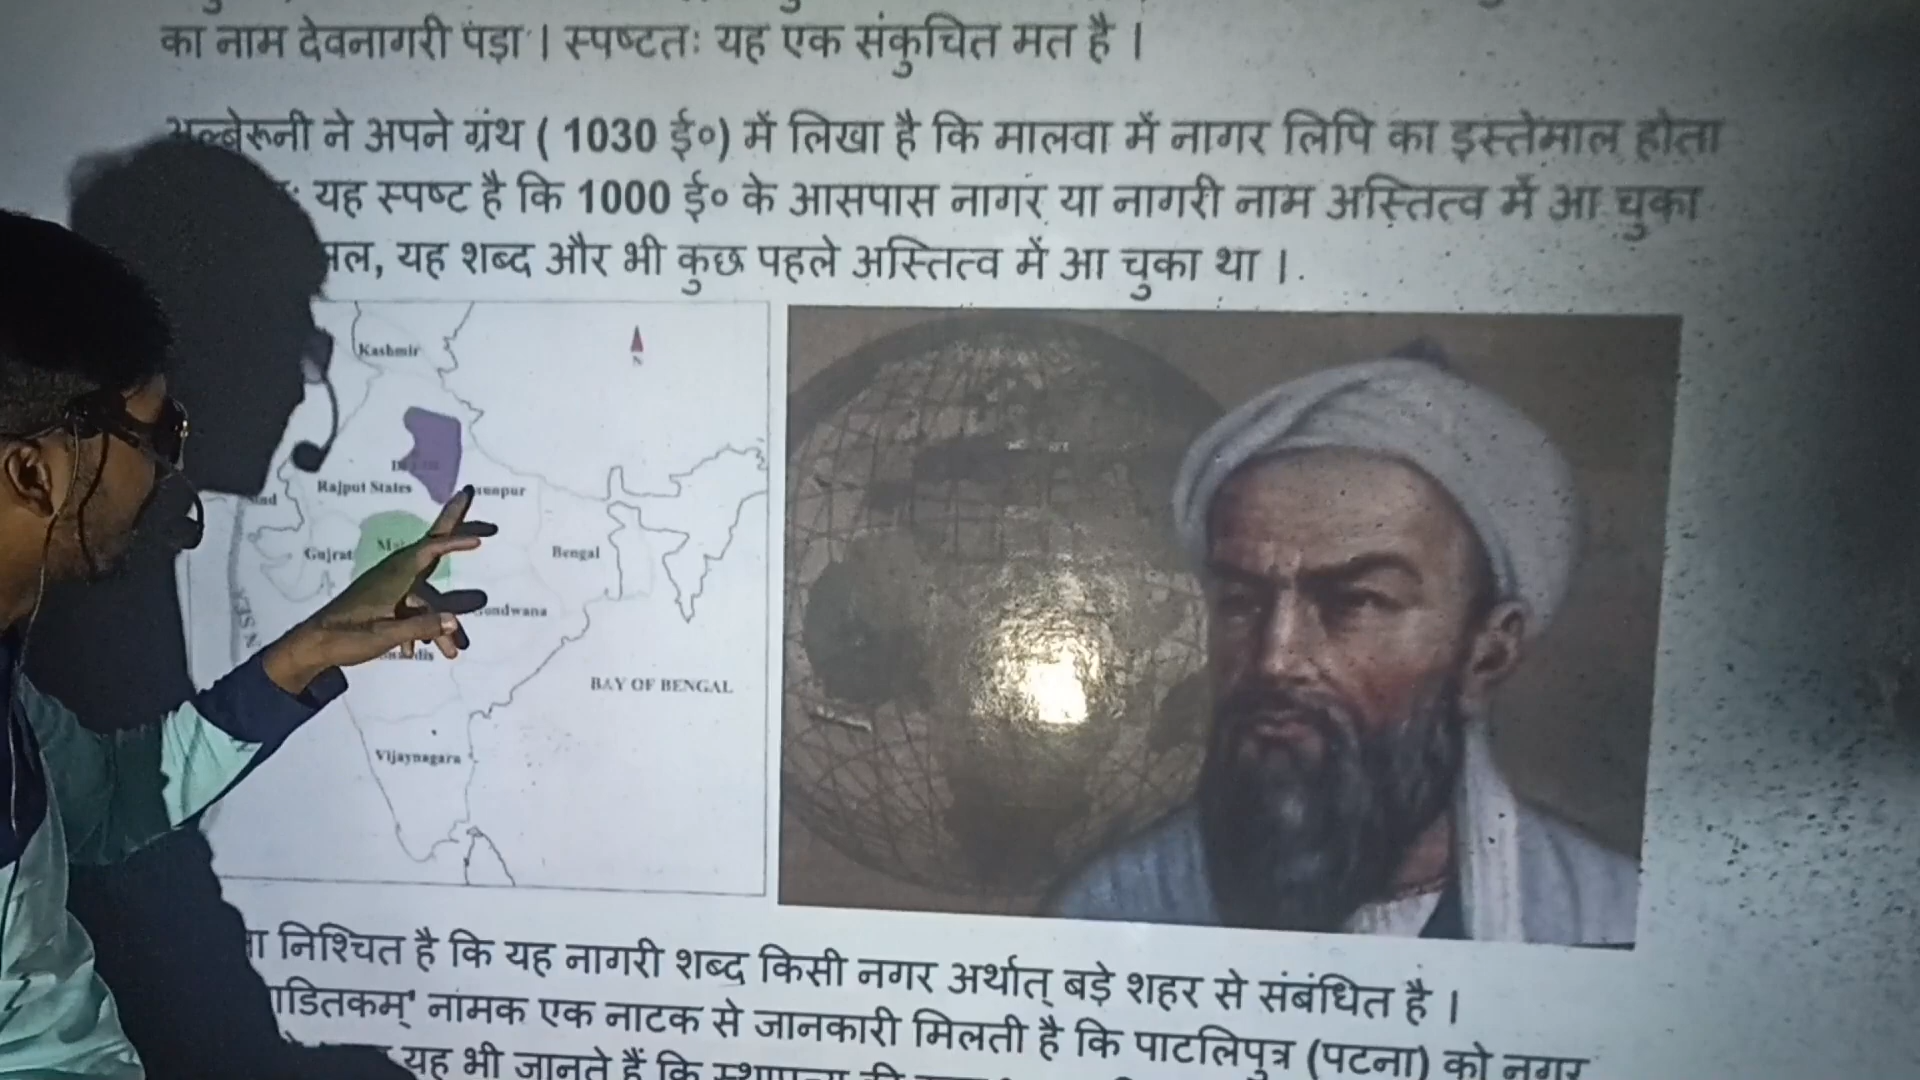 का नाम देवनागरी पड़ा । स्पष्टतः यह एक संकुचित मत है ।
अल्बेरूनी ने अपने ग्रंथ ( 1030 ई०) में लिखा है कि मालवा में नागर लिपि का इस्तेमाल होता
यह स्पष्ट है कि 1000 ई० के आसपास नागर या नागरी नाम अस्तित्व में आ चुका
यह शब्द और भी कुछ पहले अस्तित्व में आ चुका था ।
Kashmir
N
Rajput States
Gujrat
Bengal
BAY OF BENGAL
Vijaynagara
निश्चित है कि यह नागरी शब्द किसी नगर अर्थात् बड़े शहर से संबंधित है ।
नामक एक नाटक से जानकारी मिलती है कि पाटलिपुत्र (पटना) को नगर
यह भी जानते हैं कि